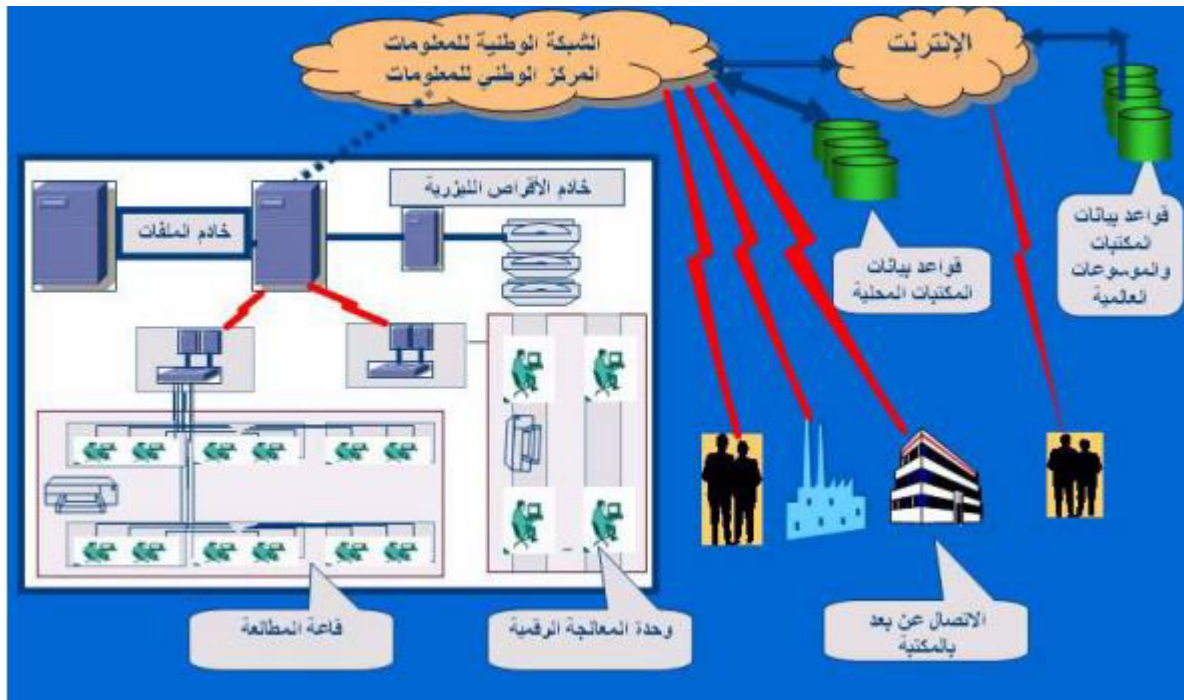 الشبكة الوطنية للمعلومات
المركز الوطني للمعلومات
الإنترنت
خادم الأقراص الليزرية
خادم الملفات
قواعد بيانات
المكتبات
والموسوعات
العالمية
قواعد بيانات
المكتبات المحلية
قاعة المطالعة
وحدة المعالجة الرقمية
الاتصال عن بعد
بالمكتبة